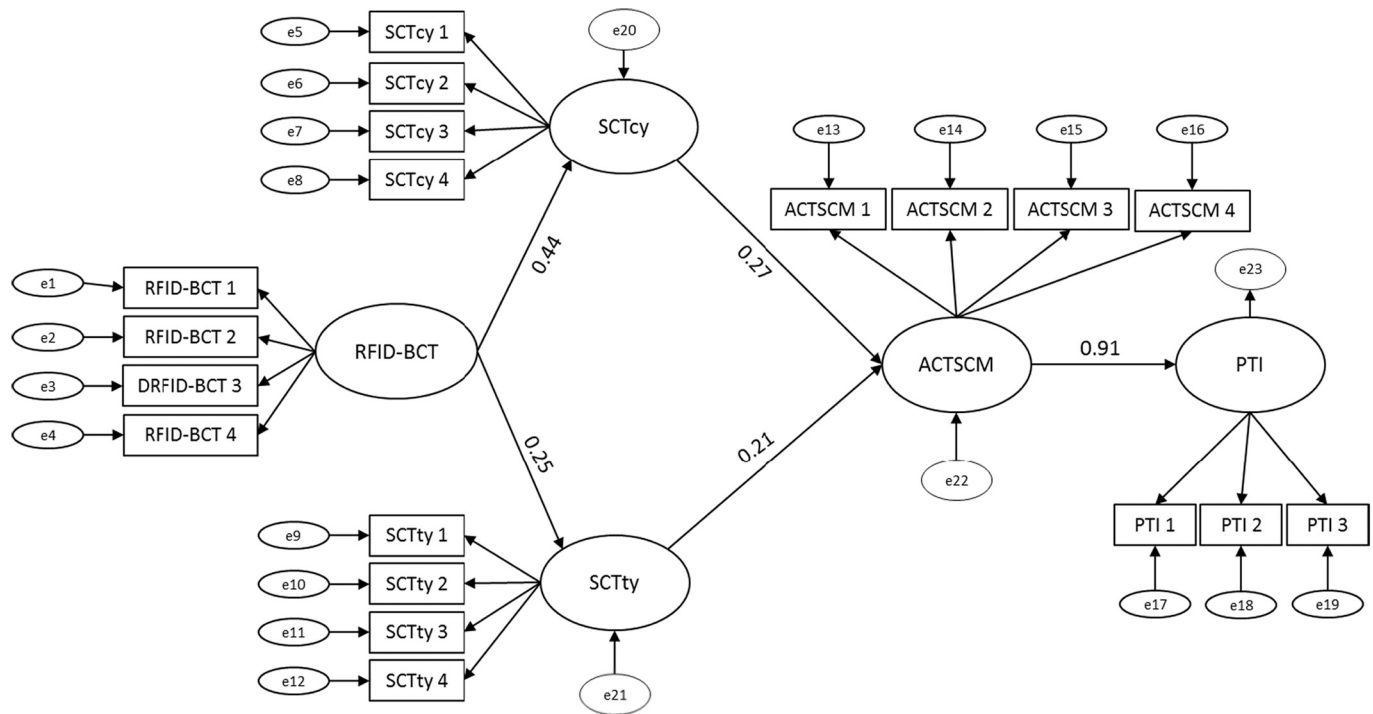 e5
SCTcy 1
e6
SCTcy 2
e7
SCTcy 3
e8
SCTcy 4
e20
SCTcy
e13
e14
e15
e16
ACTSCM 1
ACTSCM 2
ACTSCM 3
ACTSCM 4
0.44
0.27
e1
RFID-BCT 1
e2
RFID-BCT 2
e3
DRFID-BCT 3
e4
RFID-BCT 4
RFID-BCT
e23
ACTSCM
0.91
PTI
e22
0.25
0.21
e9
SCTty 1
e10
SCTty 2
e11
SCTty 3
e12
SCTty 4
SCTty
e21
PTI 1
PTI 2
PTI 3
e17
e18
e19